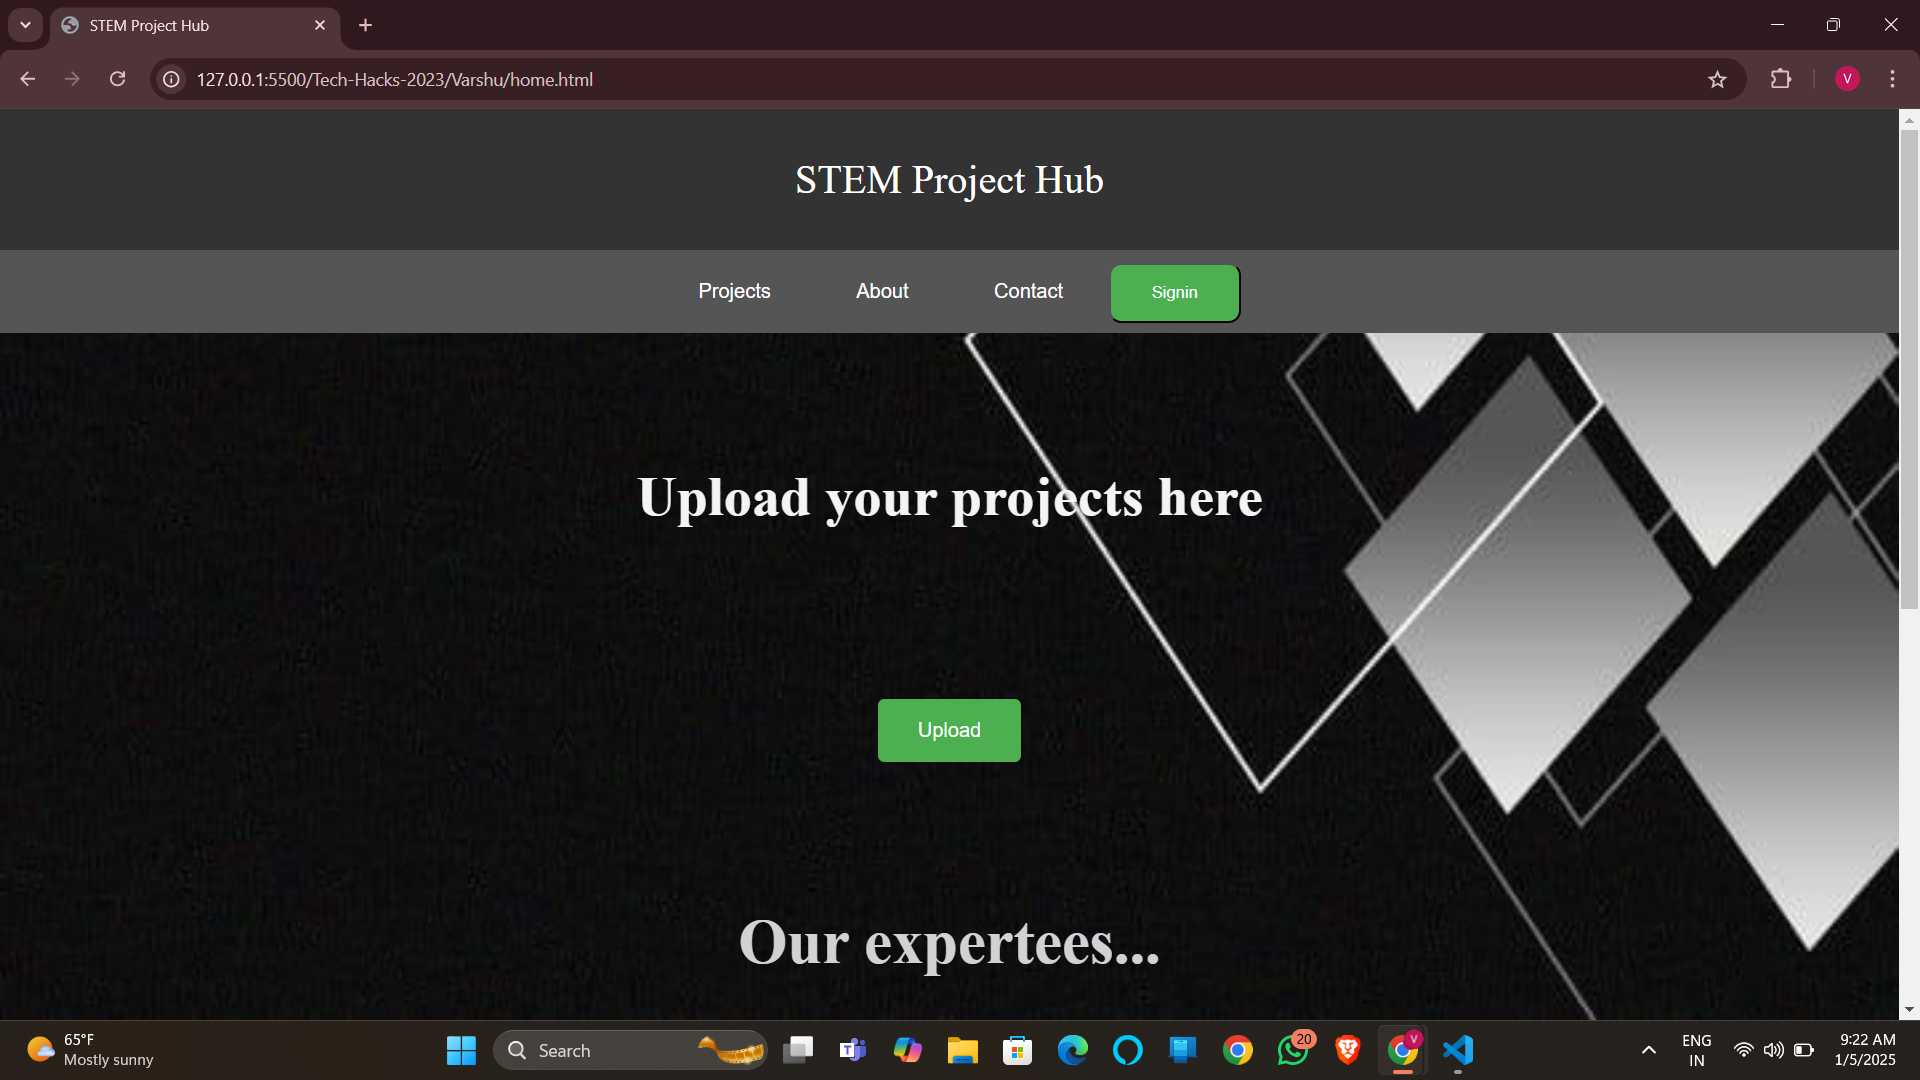 STEM Project Hub
127.0.0.1:5500/Tech-Hacks-2023/Varshu/home.html
V
STEM Project Hub
Projects About Contact Signin
Upload your projects here
Upload
Our expertees...
65°F
Mostly sunny
Search
20
V
ENG
IN
9:22 AM
1/5/2025